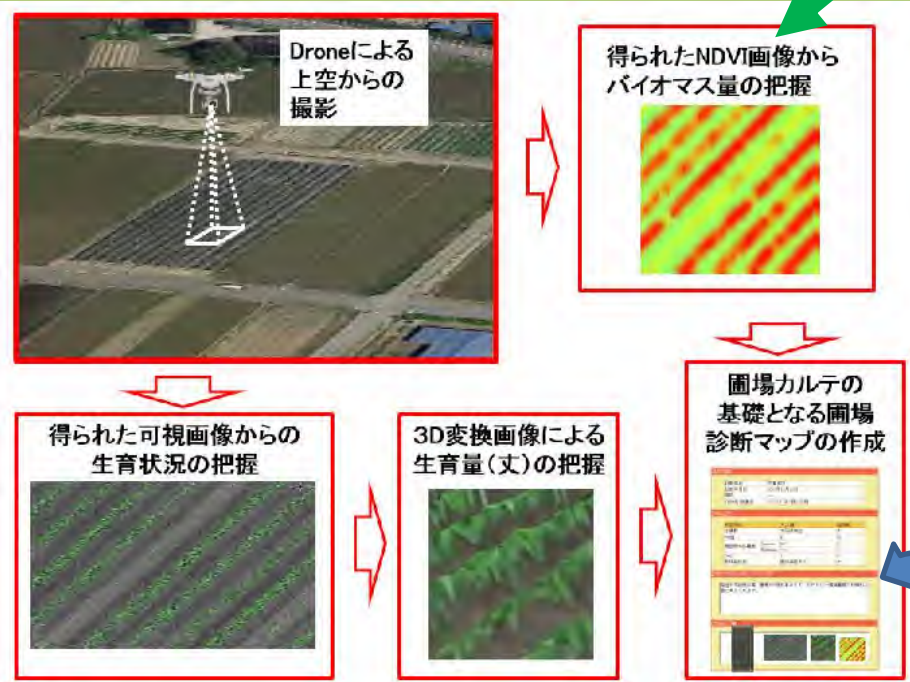 Droneによる
上空からの
撮影
得られたNDVI画像から
バイオマス量の把握
得られた可視画像からの
生育状況の把握
3D変換画像による
生育量(丈)の把握
圃場カルテの
基礎となる圃場
診断マップの作成